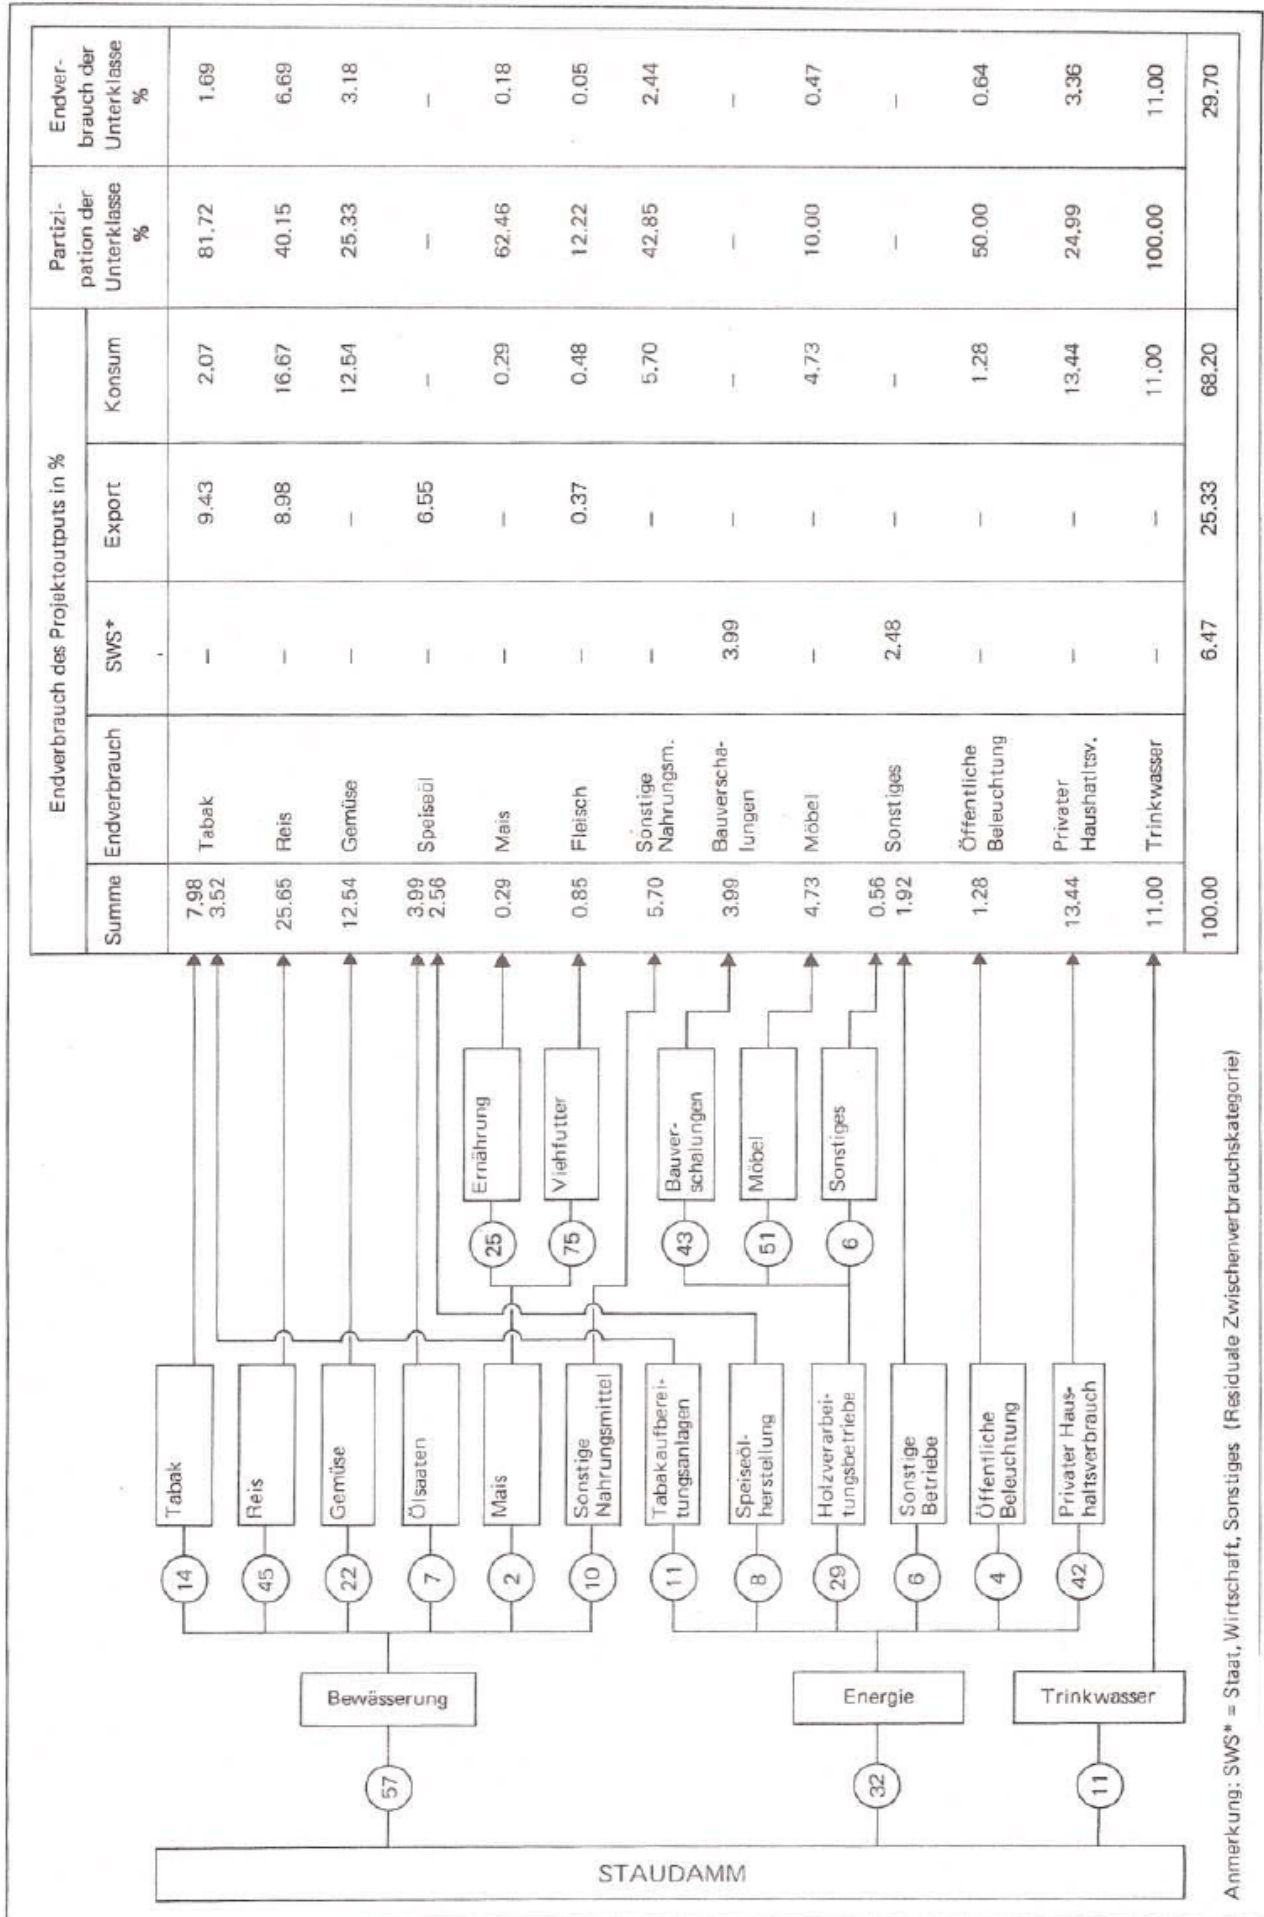 Endverbrauch des Projektoutputs in %
Partizi-
pation der
Unterklasse
%
Endver-
brauch der
Unterklasse
%
Summe Endverbrauch SWS* Export Konsum
7.98 Tabak – 9.43 2.07 81.72 1.69
3.52
25.65 Reis – 8.98 16.67 40.15 6.69
12.54 Gemüse – – 12.54 25.33 3.18
3.99 Speiseöl – 6.55 – – –
2.56
0.29 Mais – – 0.29 62.46 0.18
0.85 Fleisch – 0.37 0.48 12.22 0.05
5.70 Sonstige – – 5.70 42.85 2.44
Nahrungsm.
3.99 Bauverscha- 3.99 – – – –
lungen
4.73 Möbel – – 4.73 10.00 0.47
0.56 Sonstiges 2.48 – – – –
1.92
1.28 Öffentliche – – 1.28 50.00 0.64
Beleuchtung
13.44 Privater – – 13.44 24.99 3.36
Haushatltsv.
11.00 Trinkwasser – – 11.00 100.00 11.00
100.00 6.47 25.33 68.20 29.70
STAUDAMM
57
Bewässerung
32
Energie
11
Trinkwasser
14
Tabak
45
Reis
22
Gemüse
7
Ölsaaten
2
Mais
10
Sonstige
Nahrungsmittel
11
Tabakaufberei-
tungsanlagen
8
Speiseöl-
herstellung
29
Holzverarbei-
tungsbetriebe
6
Sonstige
Betriebe
4
Öffentliche
Beleuchtung
42
Privater Haus-
haltsverbrauch
25
Ernährung
75
Viehfutter
43
Bauver-
schalungen
51
Möbel
6
Sonstiges
Anmerkung: SWS* = Staat, Wirtschaft, Sonstiges (Residuale Zwischenverbrauchskategorie)